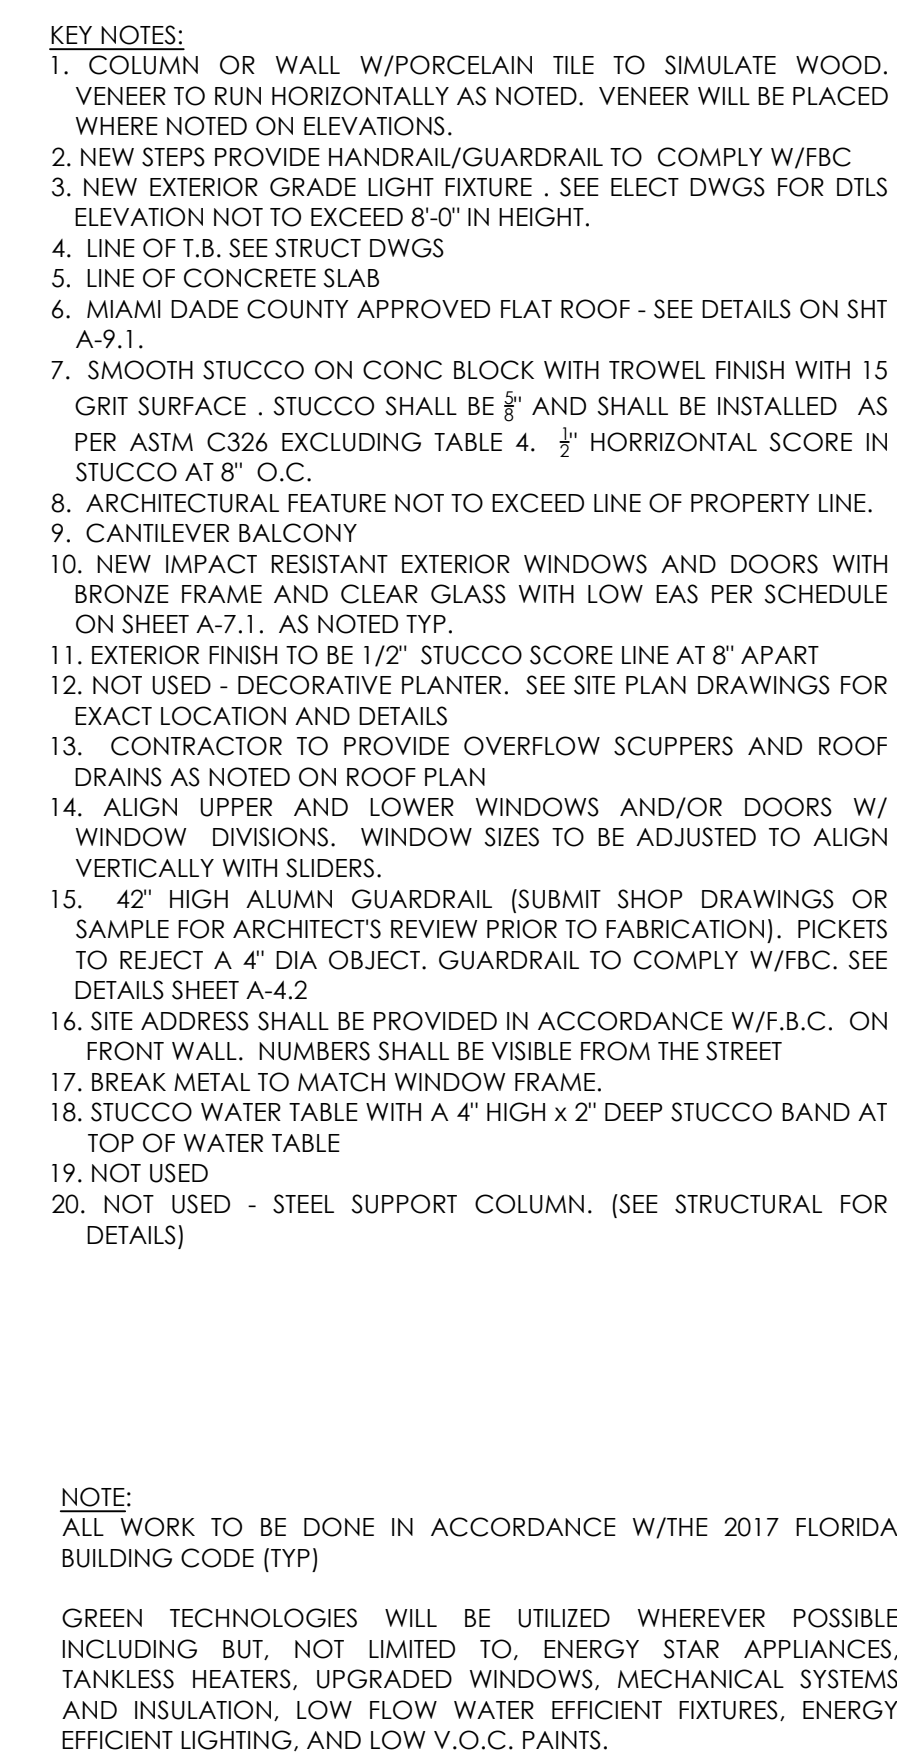 KEY NOTES:
1. COLUMN OR WALL W/PORCELAIN TILE TO SIMULATE WOOD.
VENEER TO RUN HORIZONTALLY AS NOTED. VENEER WILL BE PLACED
WHERE NOTED ON ELEVATIONS.
2. NEW STEPS PROVIDE HANDRAIL/GUARDRAIL TO COMPLY W/FBC
3. NEW EXTERIOR GRADE LIGHT FIXTURE . SEE ELECT DWGS FOR DTLS
ELEVATION NOT TO EXCEED 8'-0" IN HEIGHT.
4. LINE OF T.B. SEE STRUCT DWGS
5. LINE OF CONCRETE SLAB
6. MIAMI DADE COUNTY APPROVED FLAT ROOF - SEE DETAILS ON SHT
A-9.1.
7. SMOOTH STUCCO ON CONC BLOCK WITH TROWEL FINISH WITH 15
GRIT SURFACE . STUCCO SHALL BE 5/8" AND SHALL BE INSTALLED AS
PER ASTM C326 EXCLUDING TABLE 4. 1/2" HORRIZONTAL SCORE IN
STUCCO AT 8" O.C.
8. ARCHITECTURAL FEATURE NOT TO EXCEED LINE OF PROPERTY LINE.
9. CANTILEVER BALCONY
10. NEW IMPACT RESISTANT EXTERIOR WINDOWS AND DOORS WITH
BRONZE FRAME AND CLEAR GLASS WITH LOW EAS PER SCHEDULE
ON SHEET A-7.1. AS NOTED TYP.
11. EXTERIOR FINISH TO BE 1/2" STUCCO SCORE LINE AT 8" APART
12. NOT USED - DECORATIVE PLANTER. SEE SITE PLAN DRAWINGS FOR
EXACT LOCATION AND DETAILS
13. CONTRACTOR TO PROVIDE OVERFLOW SCUPPERS AND ROOF
DRAINS AS NOTED ON ROOF PLAN
14. ALIGN UPPER AND LOWER WINDOWS AND/OR DOORS W/
WINDOW DIVISIONS. WINDOW SIZES TO BE ADJUSTED TO ALIGN
VERTICALLY WITH SLIDERS.
15. 42" HIGH ALUMN GUARDRAIL (SUBMIT SHOP DRAWINGS OR
SAMPLE FOR ARCHITECT'S REVIEW PRIOR TO FABRICATION). PICKETS
TO REJECT A 4" DIA OBJECT. GUARDRAIL TO COMPLY W/FBC. SEE
DETAILS SHEET A-4.2
16. SITE ADDRESS SHALL BE PROVIDED IN ACCORDANCE W/F.B.C. ON
FRONT WALL. NUMBERS SHALL BE VISIBLE FROM THE STREET
17. BREAK METAL TO MATCH WINDOW FRAME.
18. STUCCO WATER TABLE WITH A 4" HIGH x 2" DEEP STUCCO BAND AT
TOP OF WATER TABLE
19. NOT USED
20. NOT USED - STEEL SUPPORT COLUMN. (SEE STRUCTURAL FOR
DETAILS)
NOTE:
ALL WORK TO BE DONE IN ACCORDANCE W/THE 2017 FLORIDA
BUILDING CODE (TYP)
GREEN TECHNOLOGIES WILL BE UTILIZED WHEREVER POSSIBLE
INCLUDING BUT, NOT LIMITED TO, ENERGY STAR APPLIANCES,
TANKLESS HEATERS, UPGRADED WINDOWS, MECHANICAL SYSTEMS
AND INSULATION, LOW FLOW WATER EFFICIENT FIXTURES, ENERGY
EFFICIENT LIGHTING, AND LOW V.O.C. PAINTS.